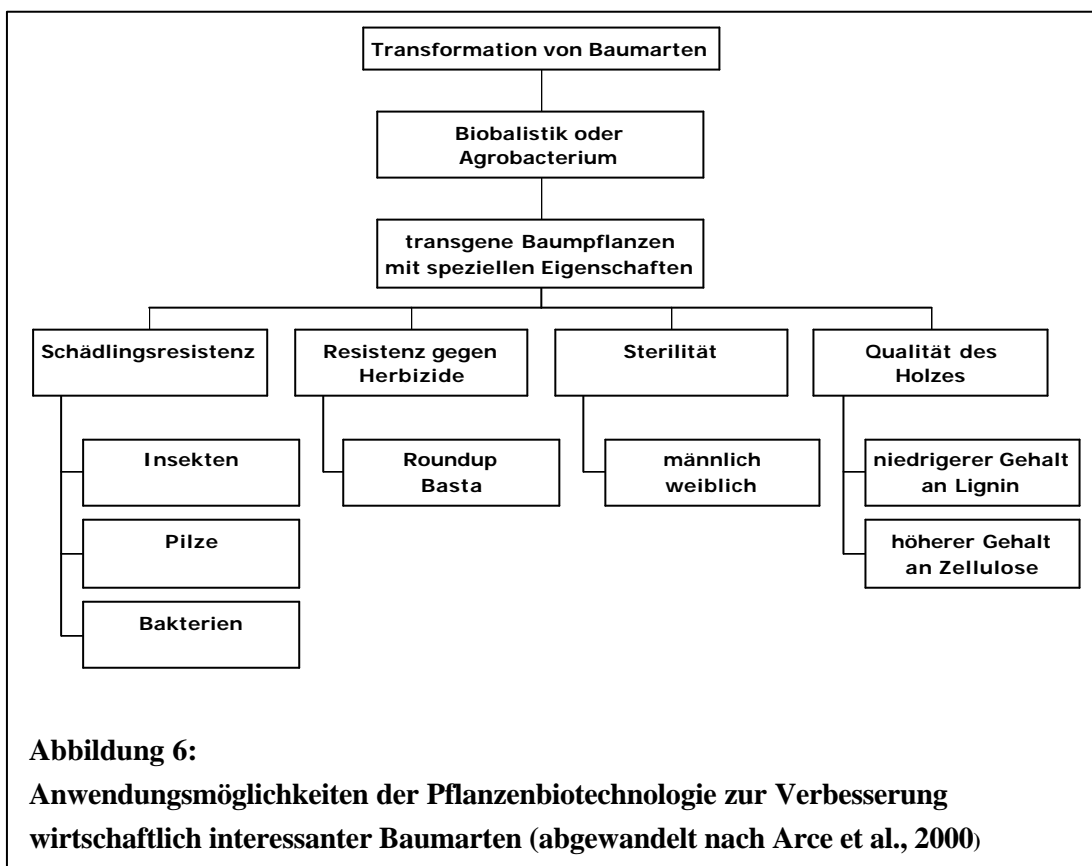 Transformation von Baumarten
Biobalistik oder
Agrobacterium
transgene Baumpflanzen
mit speziellen Eigenschaften
Schädlingsresistenz
Resistenz gegen
Herbizide
Sterilität
Qualität des
Holzes
Insekten
Pilze
Bakterien
Roundup
Basta
männlich
weiblich
niedrigerer Gehalt
an Lignin
höherer Gehalt
an Zellulose
Abbildung 6:
Anwendungsmöglichkeiten der Pflanzenbiotechnologie zur Verbesserung
wirtschaftlich interessanter Baumarten (abgewandelt nach Arce et al., 2000)